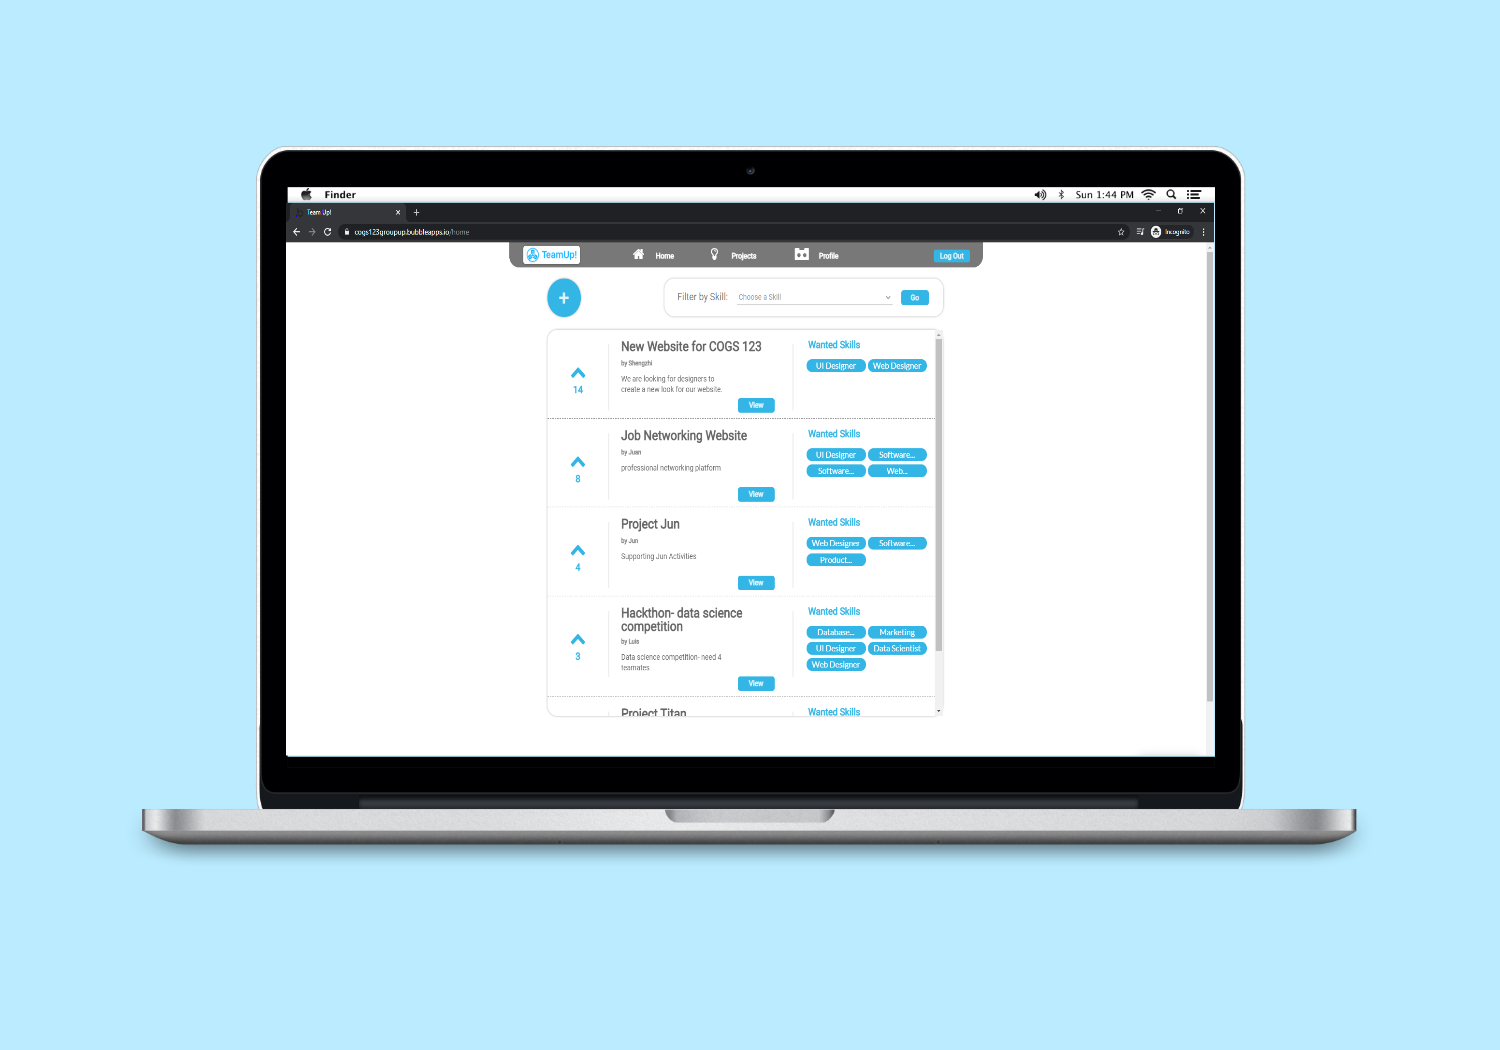 Finder
Sun 1:44 PM
Team Up!
cogs123groupup.bubbleapps.io/home
Incognito
TeamUp!
Home
Projects
Profile
Log Out
+
Filter by Skill:
Choose a Skill
Go
New Website for COGS 123
by Shengzhi
We are looking for designers to
create a new look for our website.
View
14
Wanted Skills
UI Designer
Web Designer
Job Networking Website
by Juan
professional networking platform
View
8
Wanted Skills
UI Designer
Software...
Software...
Web...
Project Jun
by Jun
Supporting Jun Activities
View
4
Wanted Skills
Web Designer
Software...
Product...
Hackthon- data science
competition
by Luis
Data science competition- need 4
teamates
View
3
Wanted Skills
Database...
Marketing
UI Designer
Data Scientist
Web Designer
Project Titan
Wanted Skills